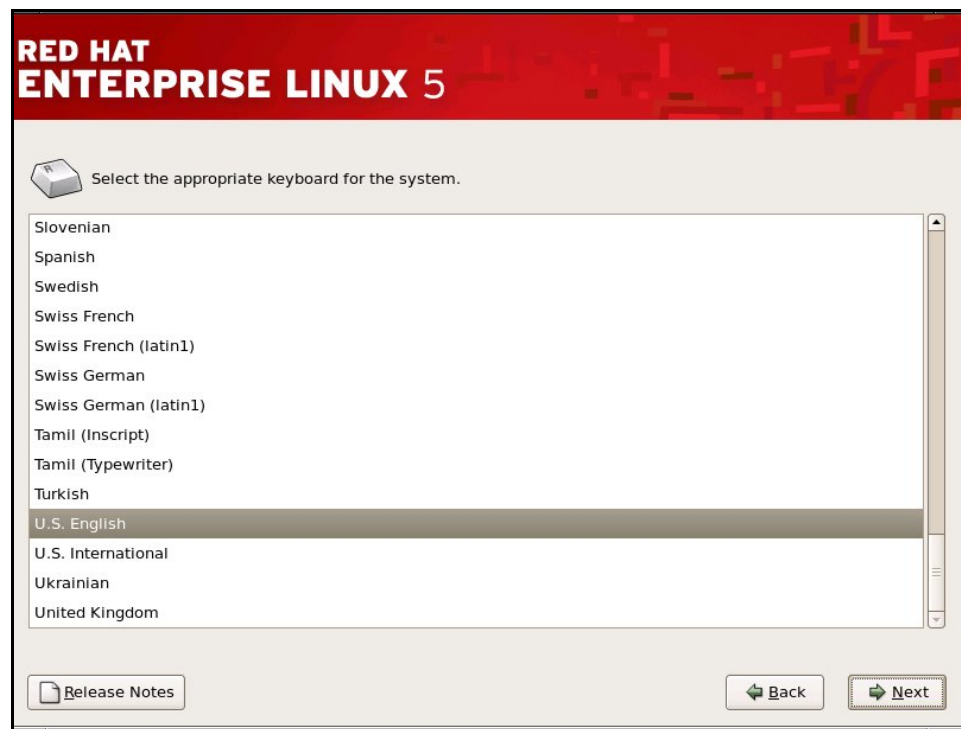 RED HAT
ENTERPRISE LINUX 5
R
Select the appropriate keyboard for the system.
Slovenian
Spanish
Swedish
Swiss French
Swiss French (latin1)
Swiss German
Swiss German (latin1)
Tamil (Inscript)
Tamil (Typewriter)
Turkish
U.S. English
U.S. International
Ukrainian
United Kingdom
Release Notes
Back
Next